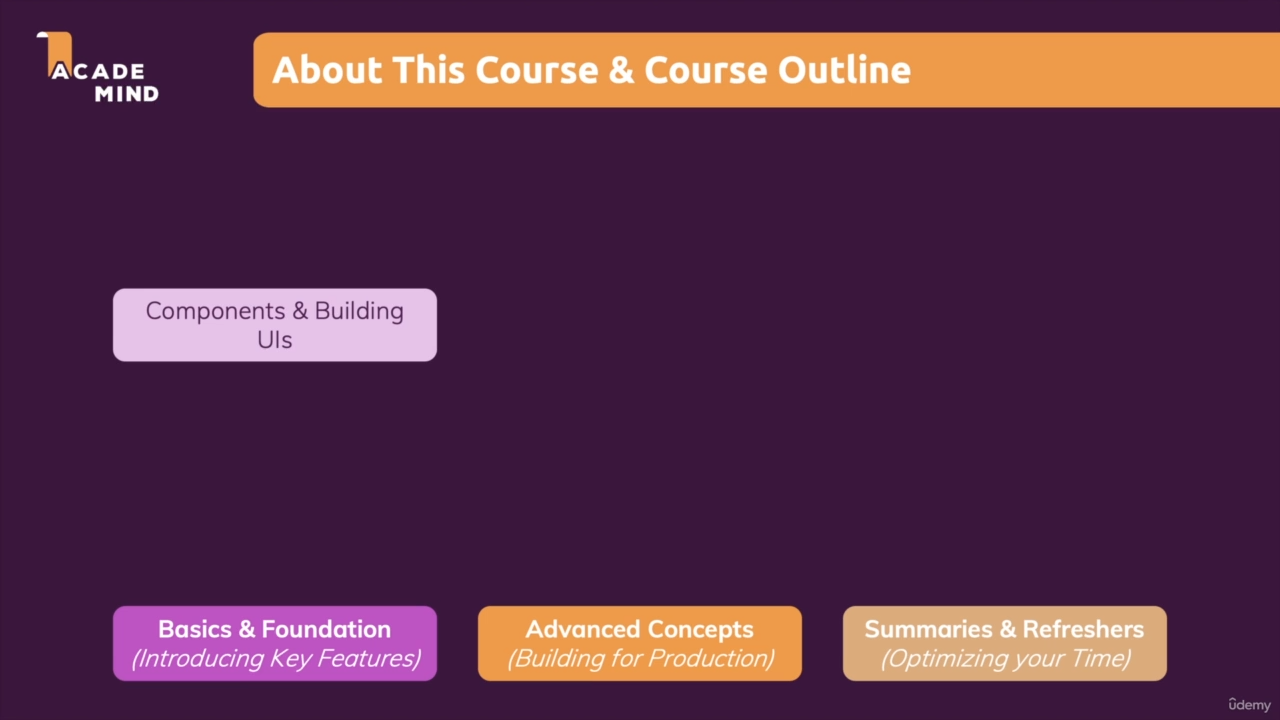 ACADE
MIND
About This Course & Course Outline
Components & Building
UIs
Basics & Foundation
(Introducing Key Features)
Advanced Concepts
(Building for Production)
Summaries & Refreshers
(Optimizing your Time)
ûdemy